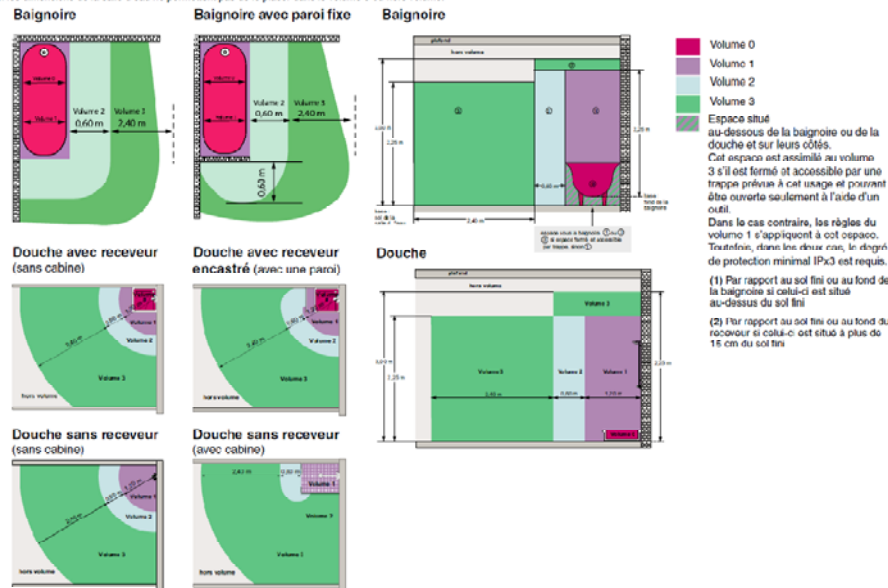 Baignoire
Volume 0
Volume 1
Volume 2
0,60 m
Volume 3
2,40 m
Baignoire avec paroi fixe
Volume 2
0,60 m
Volume 3
2,40 m
0,60 m
Baignoire
plafond
hors volume
2,25 m
0,60 m
2,40 m
Volume 0
Volume 1
Volume 2
Volume 3
Espace situé
au-dessous de la baignoire ou de la
douche et sur leurs côtés.
Cet espace est assimilé au volume
3 s'il est fermé et accessible par une
trappe prévue à cet usage et pouvant
être ouverte seulement à l'aide d'un
outil.
Dans le cas contraire, les règles du
volume 1 s'appliquent à cet espace.
Toutefois, dans les deux cas, le degré
de protection minimal IPx3 est requis.
(1) Par rapport au sol fini ou au fond de
la baignoire si celui-ci est situé
au-dessus du sol fini
(2) Par rapport au sol fini ou au fond du
receveur si celui-ci est situé à plus de
15 cm du sol fini
Douche avec receveur
(sans cabine)
Volume 1
Volume 2
Volume 3
hors volume
Douche avec receveur
encastré (avec une paroi)
Volume 1
Volume 2
Volume 3
hors volume
Douche
plafond
hors volume
Volume 3
Volume 3
Volume 2
Volume 1
2,40 m
0,60 m
1,20 m
2,25 m
Douche sans receveur
(sans cabine)
Volume 1
Volume 2
Volume 3
hors volume
Douche sans receveur
(avec cabine)
2,40 m
0,60 m
Volume 1
hors volume